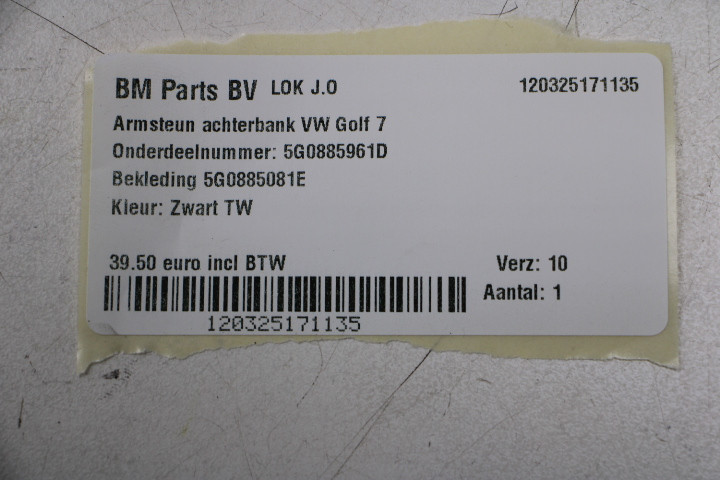 BM Parts BV LOK J.O 120325171135
Armsteun achterbank VW Golf 7
Onderdeelnummer: 5G0885961D
Bekleding 5G0885081E
Kleur: Zwart TW
39.50 euro incl BTW Verz: 10
Aantal: 1
120325171135